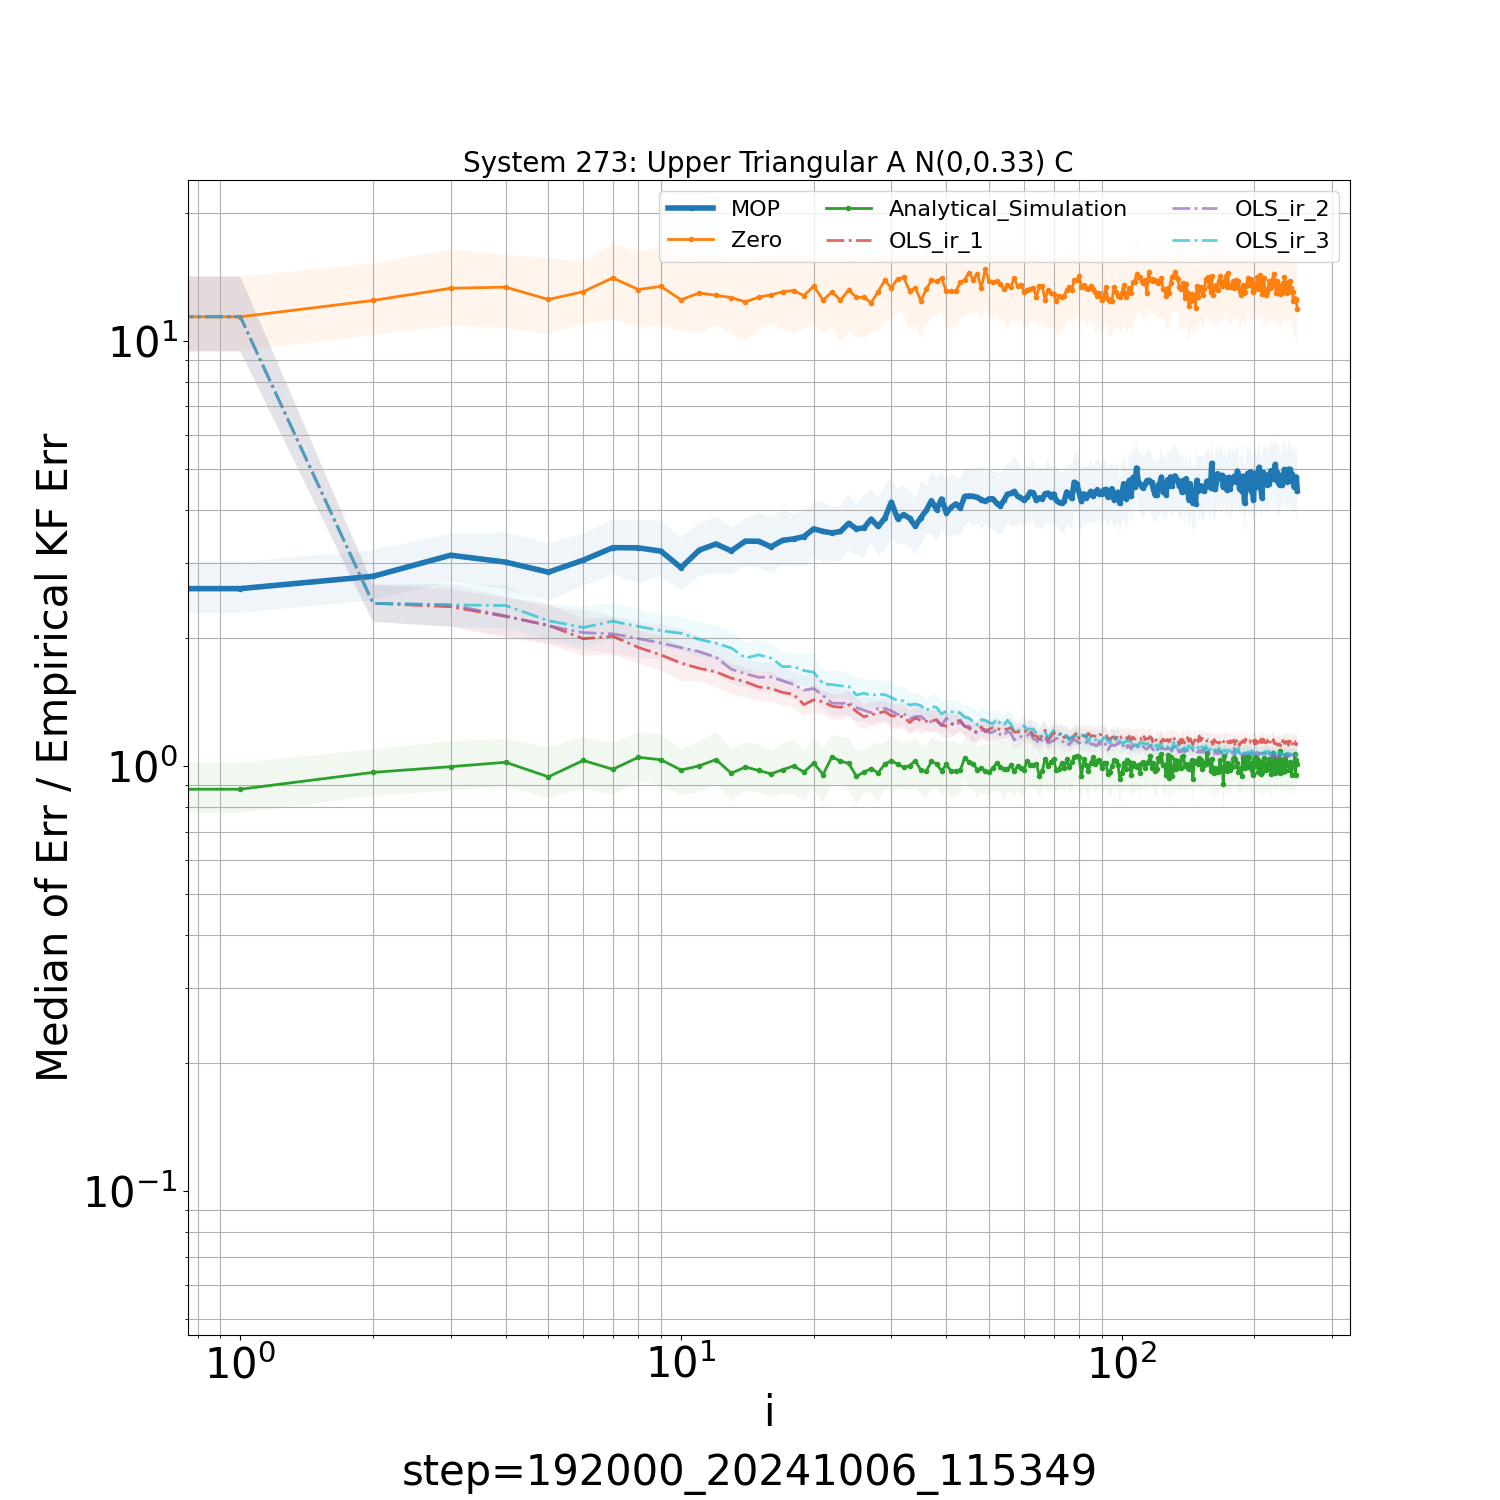 System 273: Upper Triangular A N(0,0.33) C
MOP
Zero
Analytical_Simulation
OLS_ir_1
OLS_ir_2
OLS_ir_3
Median of Err / Empirical KF Err
10¹
10⁰
10⁻¹
10⁰ 10¹ 10²
i
step=192000_20241006_115349